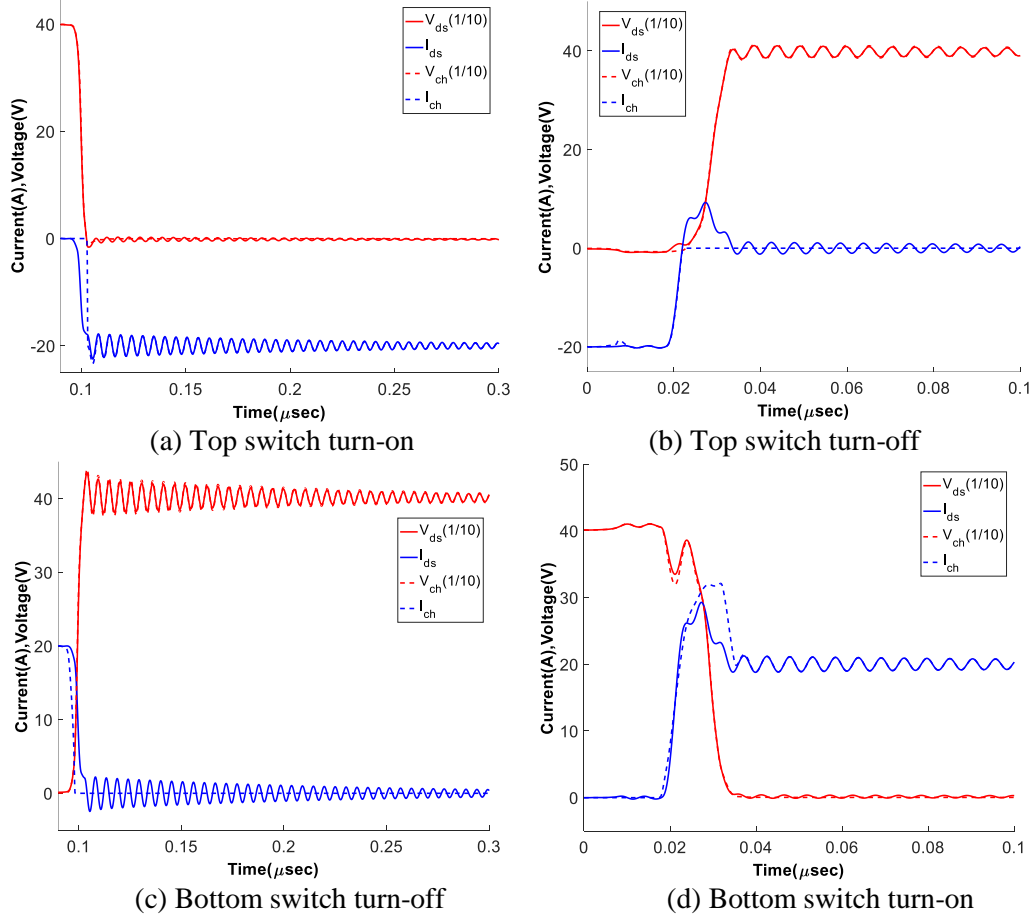 40
20
0
-20
0.1
0.15
0.2
0.25
0.3
Current(A),Voltage(V)
Time(μsec)
V_ds(1/10)
I_ds
V_ch(1/10)
I_ch
(a) Top switch turn-on
40
20
0
-20
0
0.02
0.04
0.06
0.08
0.1
Current(A),Voltage(V)
Time(μsec)
V_ds(1/10)
I_ds
V_ch(1/10)
I_ch
(b) Top switch turn-off
40
30
20
10
0
0.1
0.15
0.2
0.25
0.3
Current(A),Voltage(V)
Time(μsec)
V_ds(1/10)
I_ds
V_ch(1/10)
I_ch
(c) Bottom switch turn-off
50
40
30
20
10
0
0
0.02
0.04
0.06
0.08
0.1
Current(A),Voltage(V)
Time(μsec)
V_ds(1/10)
I_ds
V_ch(1/10)
I_ch
(d) Bottom switch turn-on